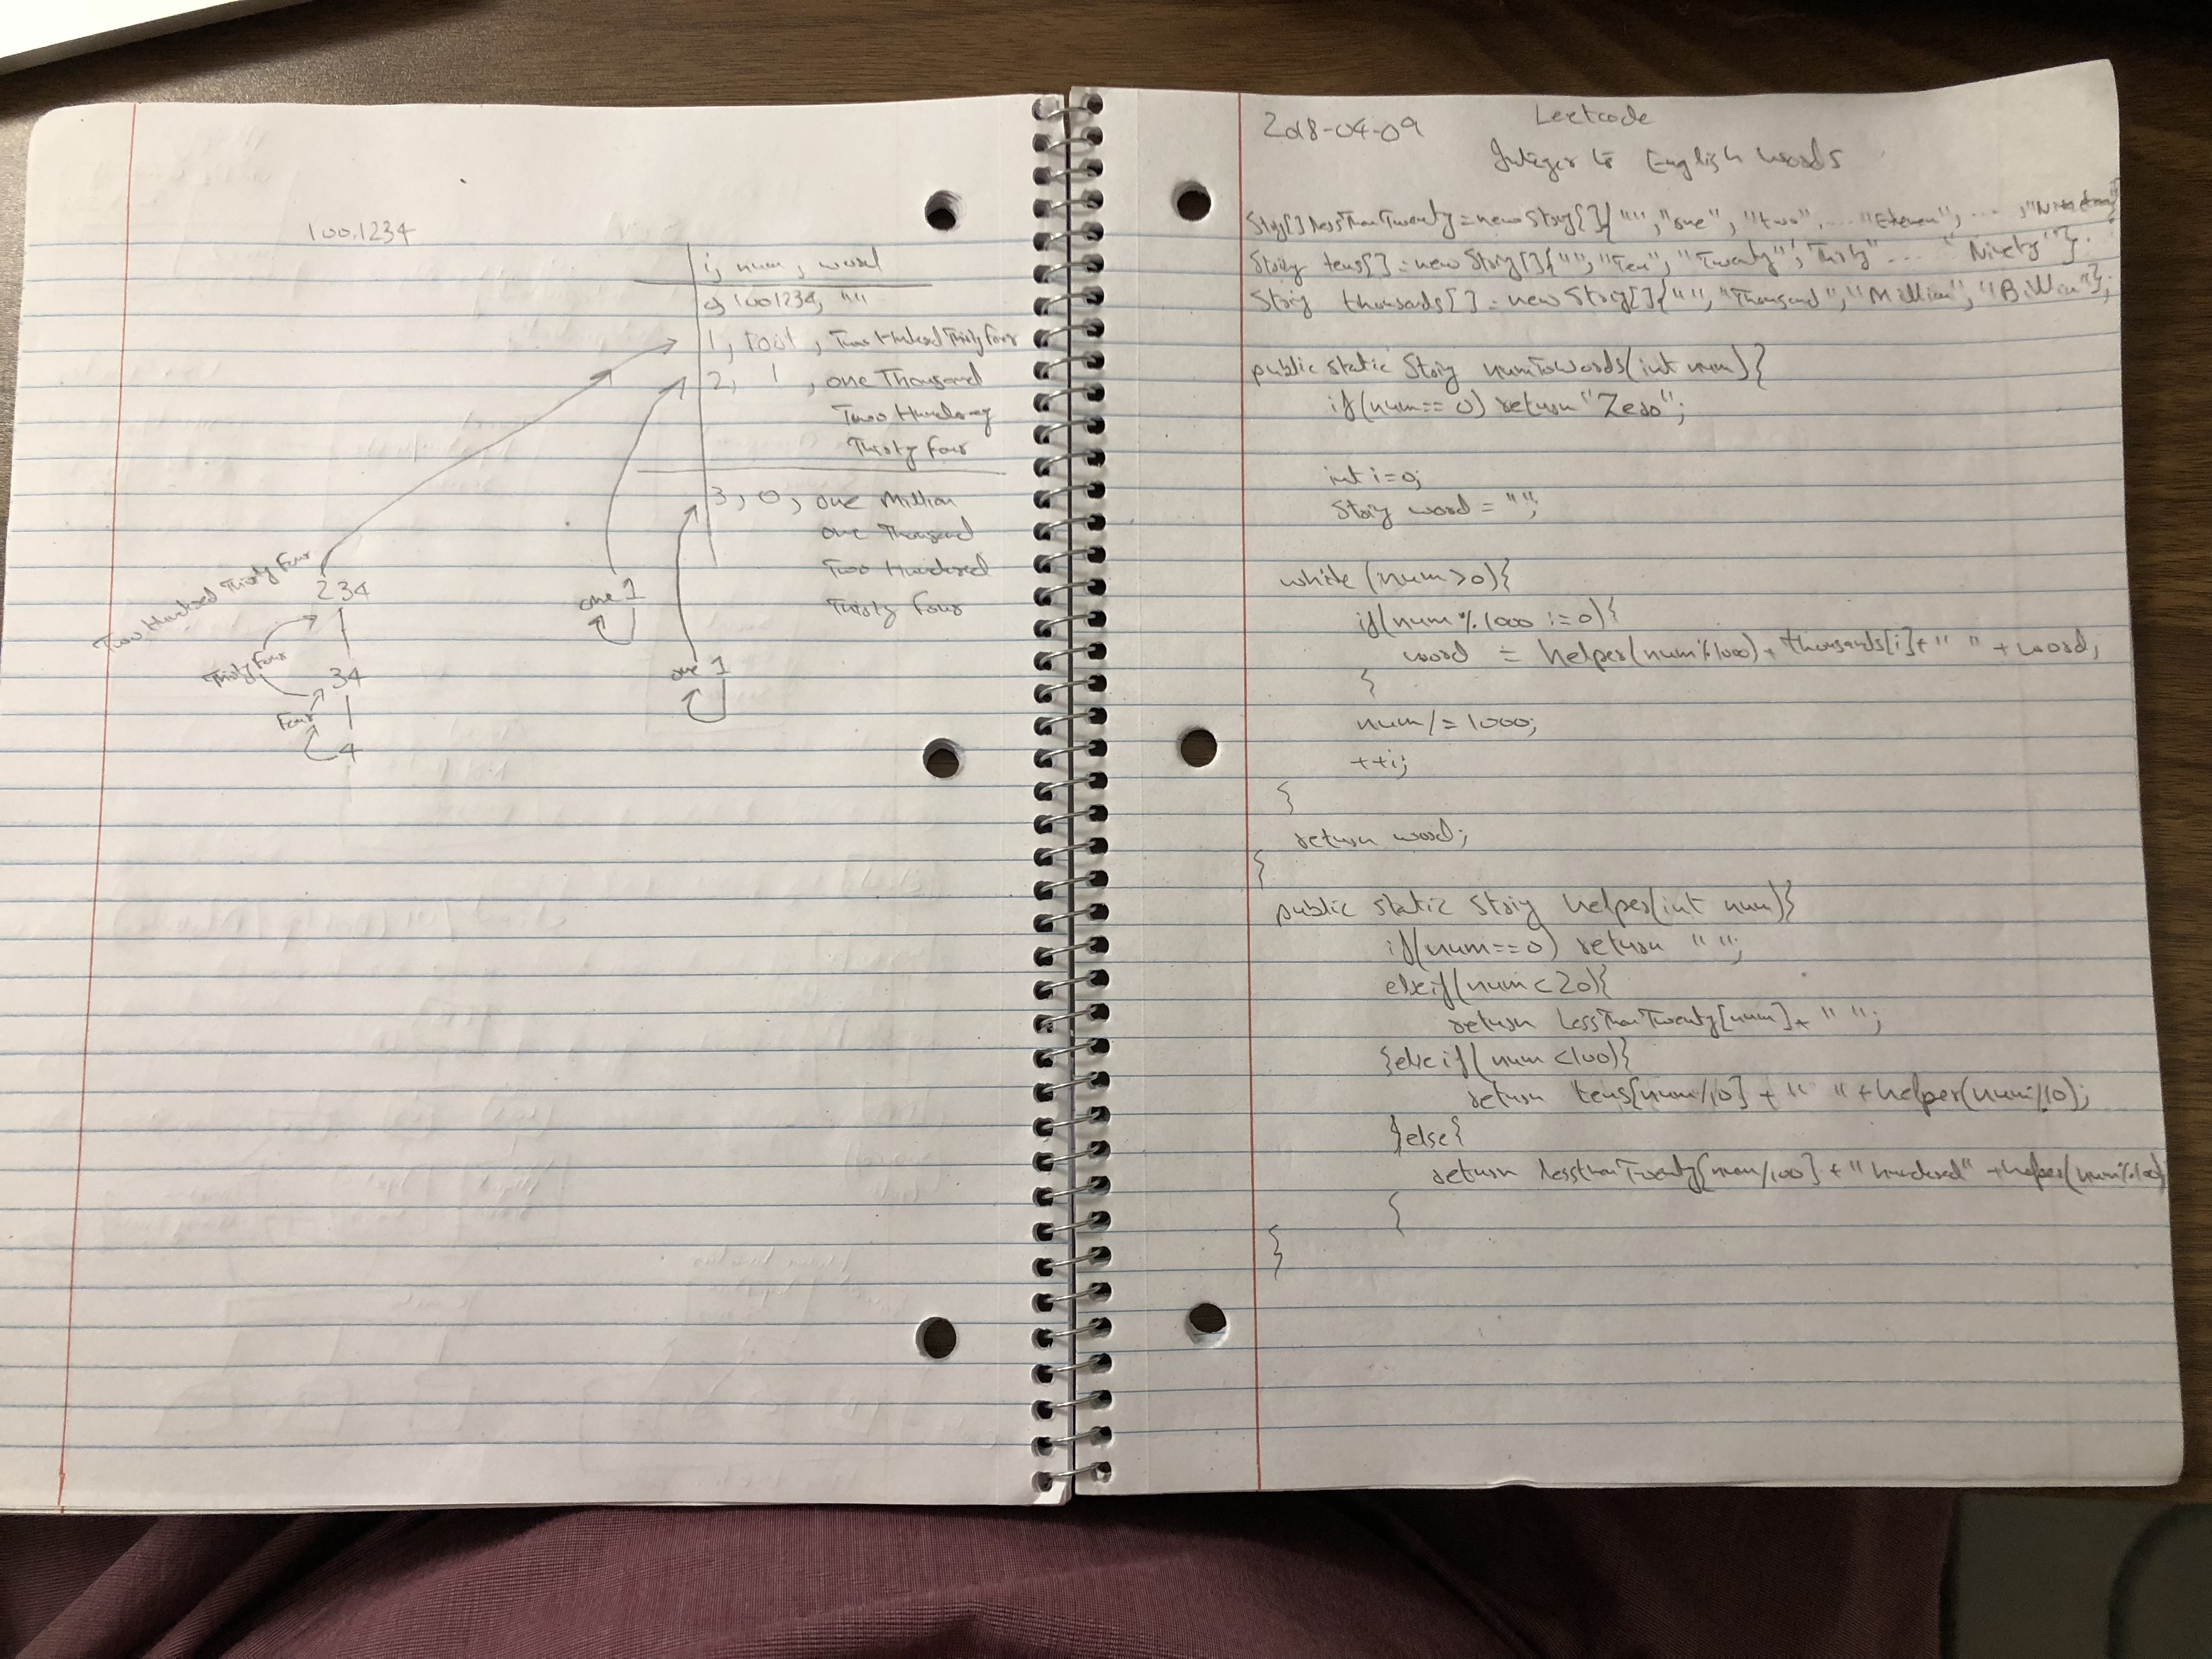 1001234
i, num, word
0, 1001234, ""
1, 1001, Two Hundred Thirty Four
2, 1, one Thousand
Two Hundred
Thirty Four
3, 0, one Million
one Thousand
Two Hundred
Thirty Four
Two Hundred Thirty Four
234
Thirty Four
34
Four
4
one 1
one 1
2018-04-09
Leetcode
Integer to English Words
String[] lessThanTwenty = new String[]{"", "one", "two", ... "Eleven", ... , "Nineteen"}
String tens[] = new String[]{"", "Ten", "Twenty", "Thirty" ... "Ninety"};
String thousands[] = new String[]{"", "Thousand", "Million", "Billion"};
public static String numToWords(int num){
if(num == 0) return "Zero";
int i=0;
String word = "";
while (num>0){
if(num % 1000 != 0){
word = helper(num%1000) + thousands[i] + " " + word;
}
num /= 1000;
++i;
}
return word;
}
public static String helper(int num){
if(num==0) return "";
else if(num<20){
return lessThanTwenty[num] + " ";
}else if(num<100){
return tens[num/10] + " " + helper(num%10);
}else{
return lessthanTwenty[num/100] + " hundered" + helper(num%100)
}
}